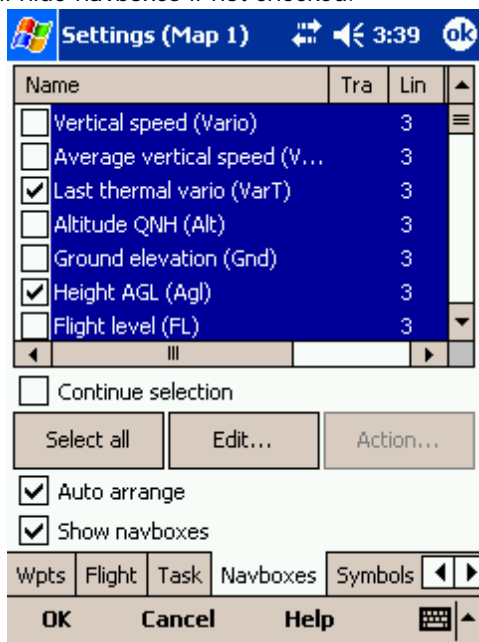 Settings (Map 1) 3:39 ok
Name Tra Lin
Vertical speed (Vario) 3
Average vertical speed (V... 3
Last thermal vario (VarT) 3
Altitude QNH (Alt) 3
Ground elevation (Gnd) 3
Height AGL (Agl) 3
Flight level (FL) 3
Continue selection
Select all Edit... Action...
Auto arrange
Show navboxes
Wpts Flight Task Navboxes Symbols
OK Cancel Help